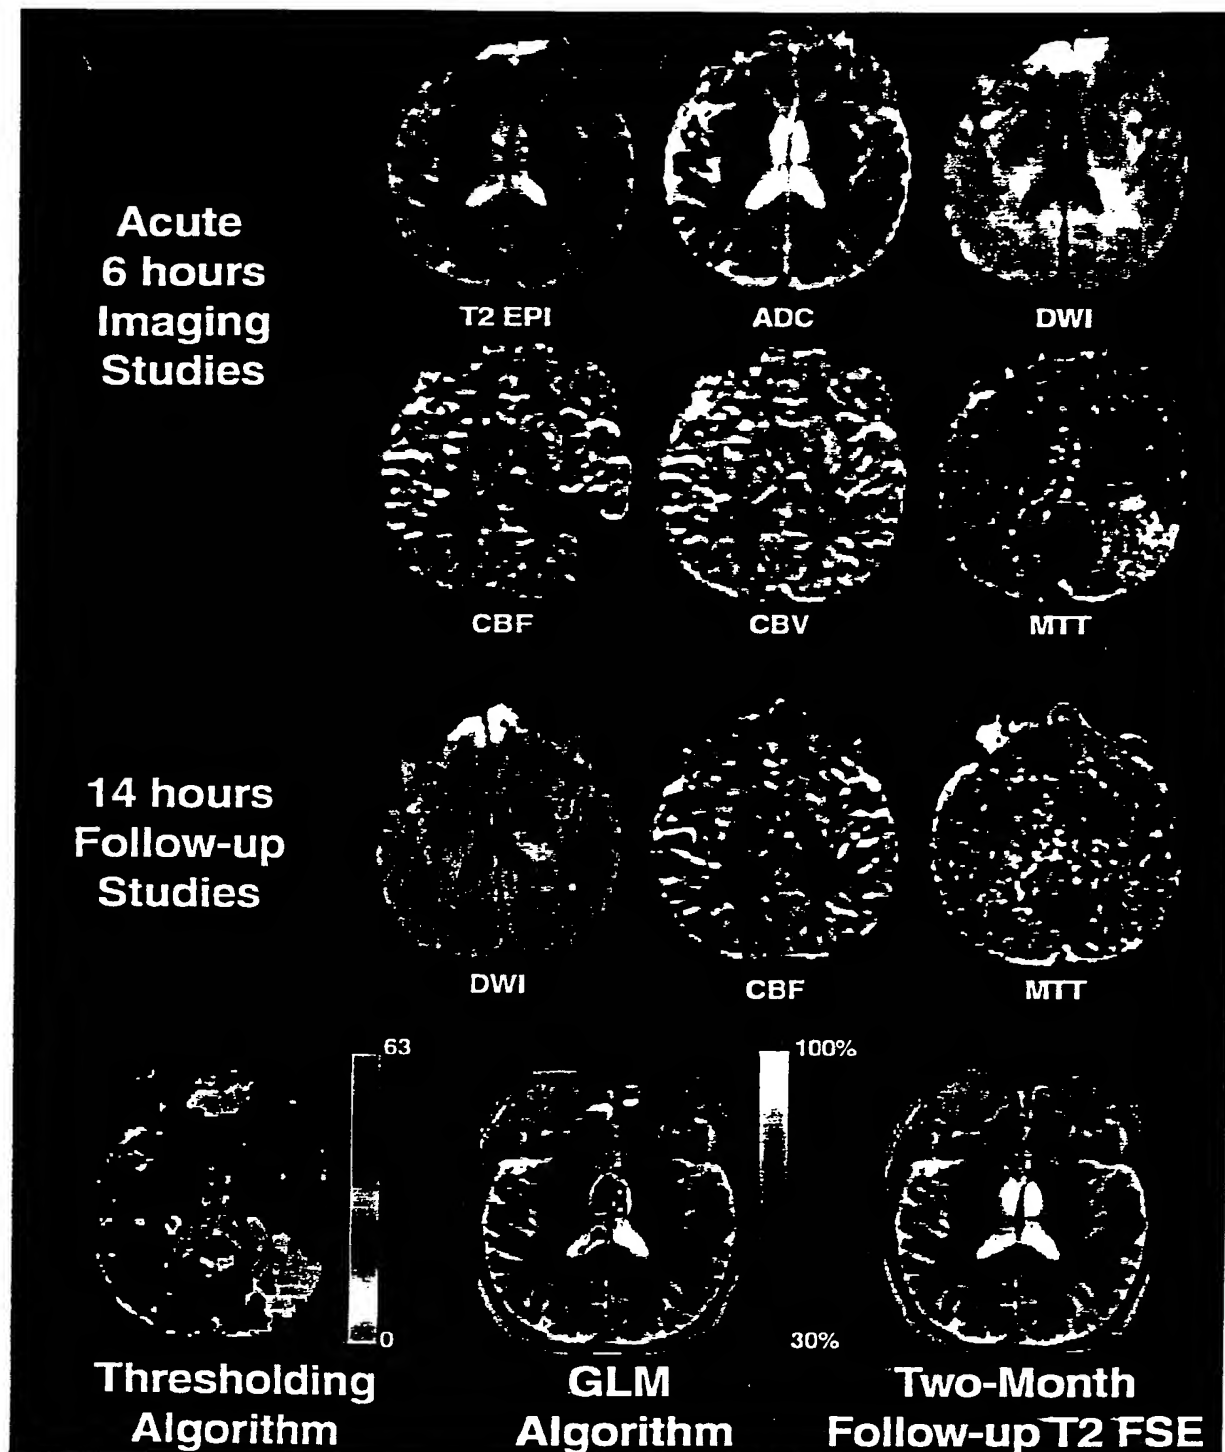 Acute
6 hours
Imaging
Studies
T2 EPI
ADC
DWI
CBF
CBV
MTT
14 hours
Follow-up
Studies
DWI
CBF
MTT
63
0
100%
30%
Thresholding
Algorithm
GLM
Algorithm
Two-Month
Follow-up T2 FSE